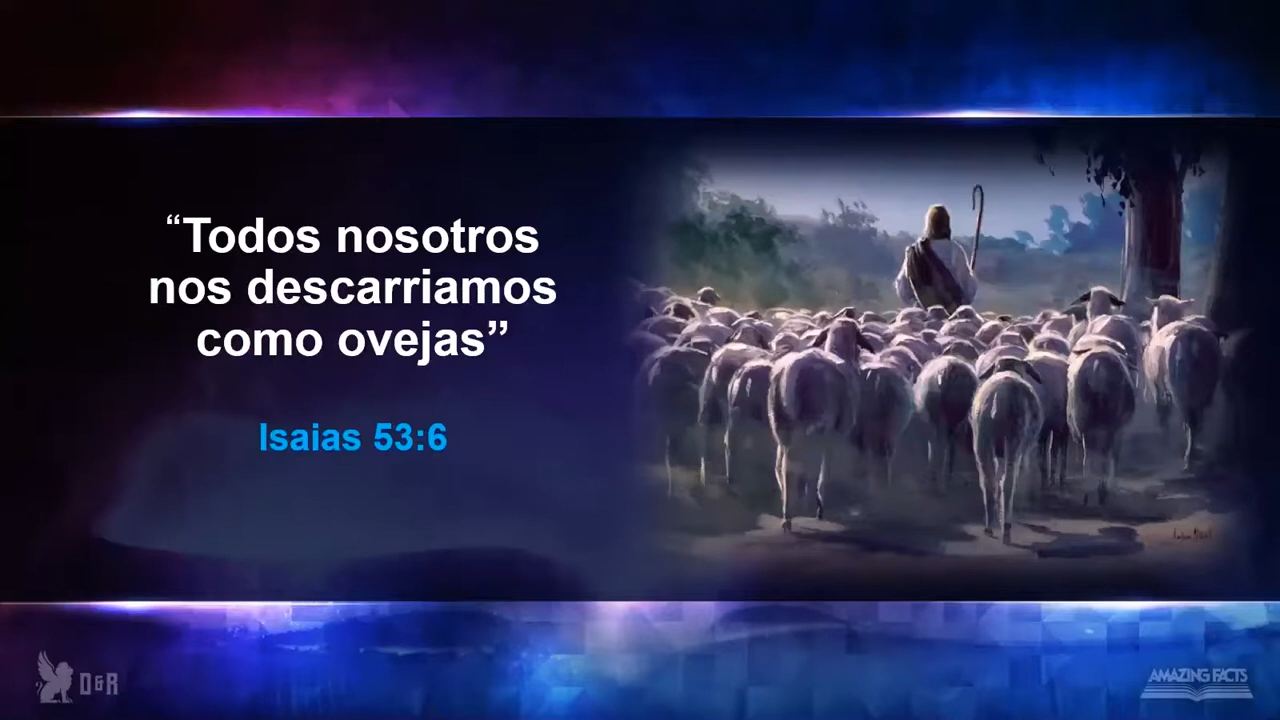 “Todos nosotros
nos descarriamos
como ovejas”
Isaias 53:6
D&R
AMAZING FACTS